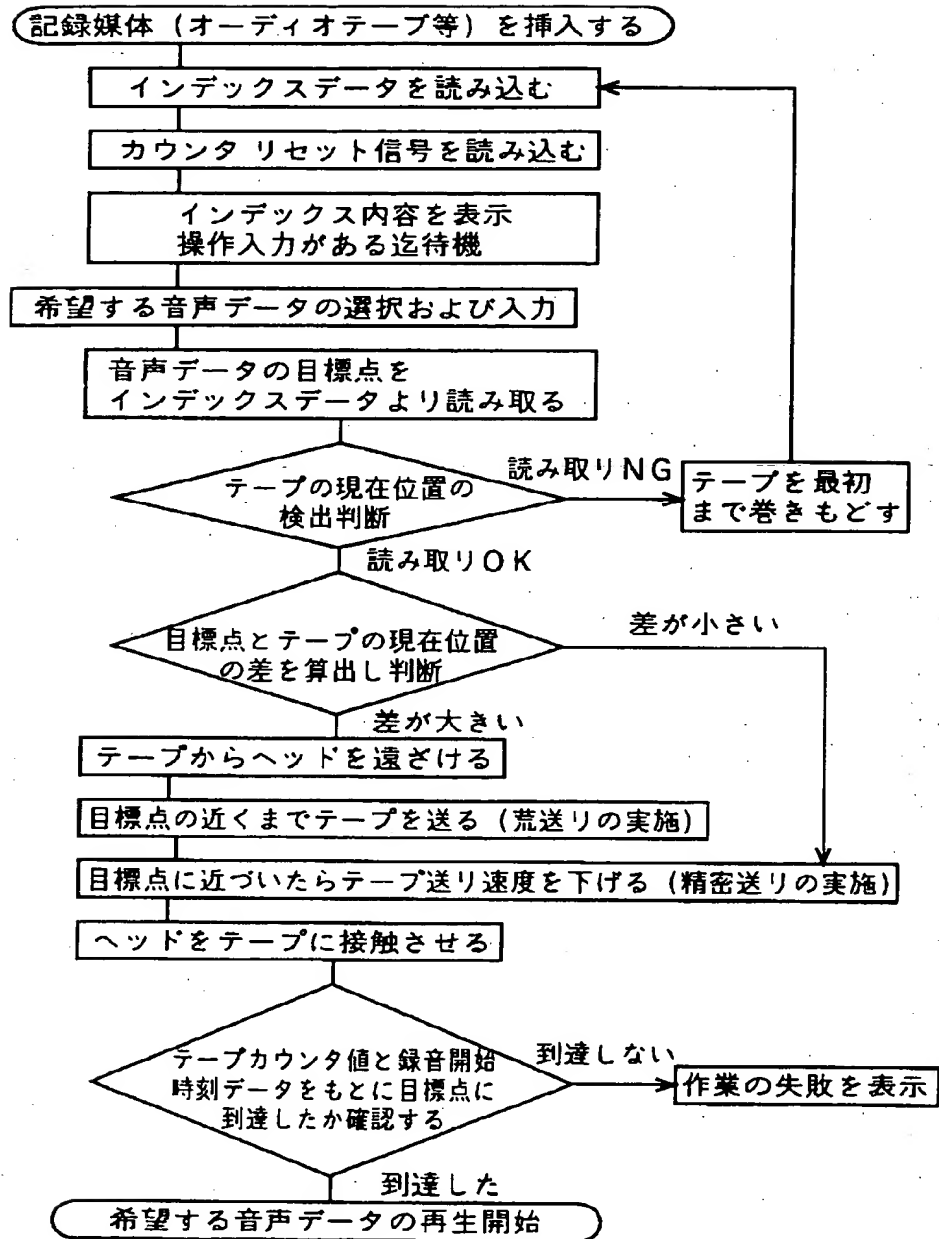 記録媒体(オーディオテープ等)を挿入する
インデックスデータを読み込む
カウンタ リセット信号を読み込む
インデックス内容を表示
操作入力がある迄待機
希望する音声データの選択および入力
音声データの目標点を
インデックスデータより読み取る
テープの現在位置の
検出判断
読み取りNG
テープを最初
まで巻きもどす
読み取りOK
目標点とテープの現在位置
の差を算出し判断
差が小さい
差が大きい
テープからヘッドを遠ざける
目標点の近くまでテープを送る(荒送りの実施)
目標点に近づいたらテープ送り速度を下げる(精密送りの実施)
ヘッドをテープに接触させる
テープカウンタ値と録音開始
時刻データをもとに目標点に
到達したか確認する
到達しない
作業の失敗を表示
到達した
希望する音声データの再生開始